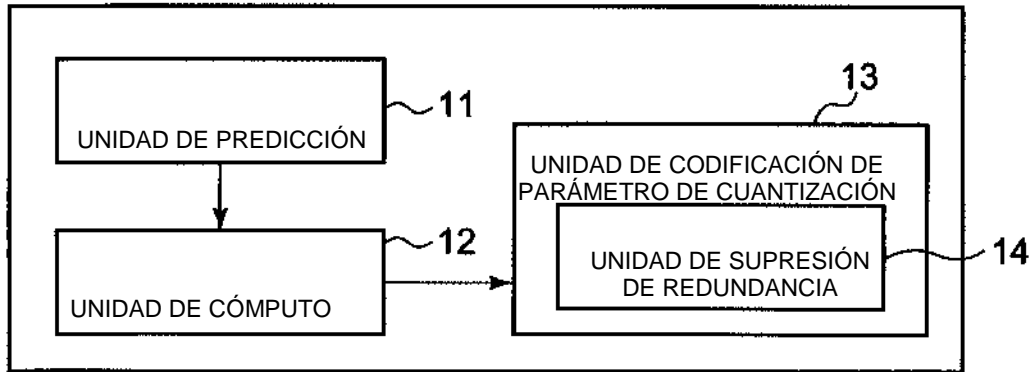 11
UNIDAD DE PREDICCIÓN
12
UNIDAD DE CÓMPUTO
13
UNIDAD DE CODIFICACIÓN DE
PARÁMETRO DE CUANTIZACIÓN
14
UNIDAD DE SUPRESIÓN
DE REDUNDANCIA